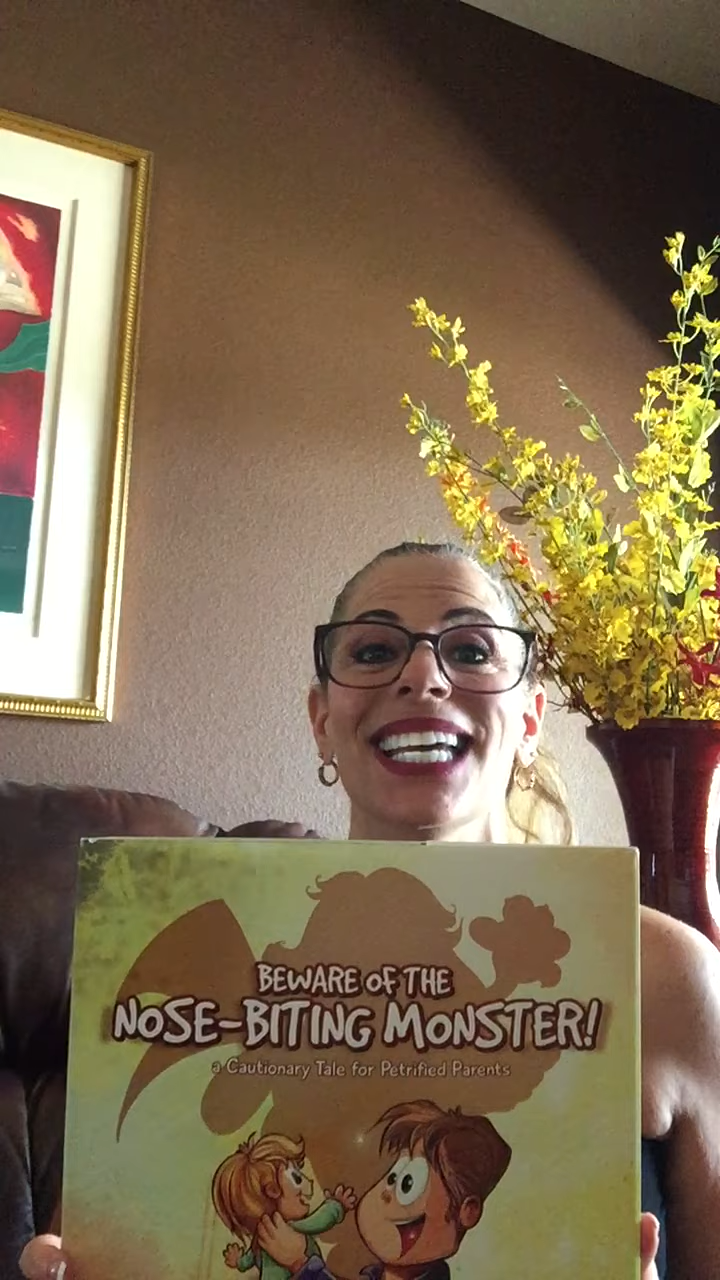 BEWARE OF THE
NOSE-BITING MONSTER!
a Cautionary Tale for Petrified Parents